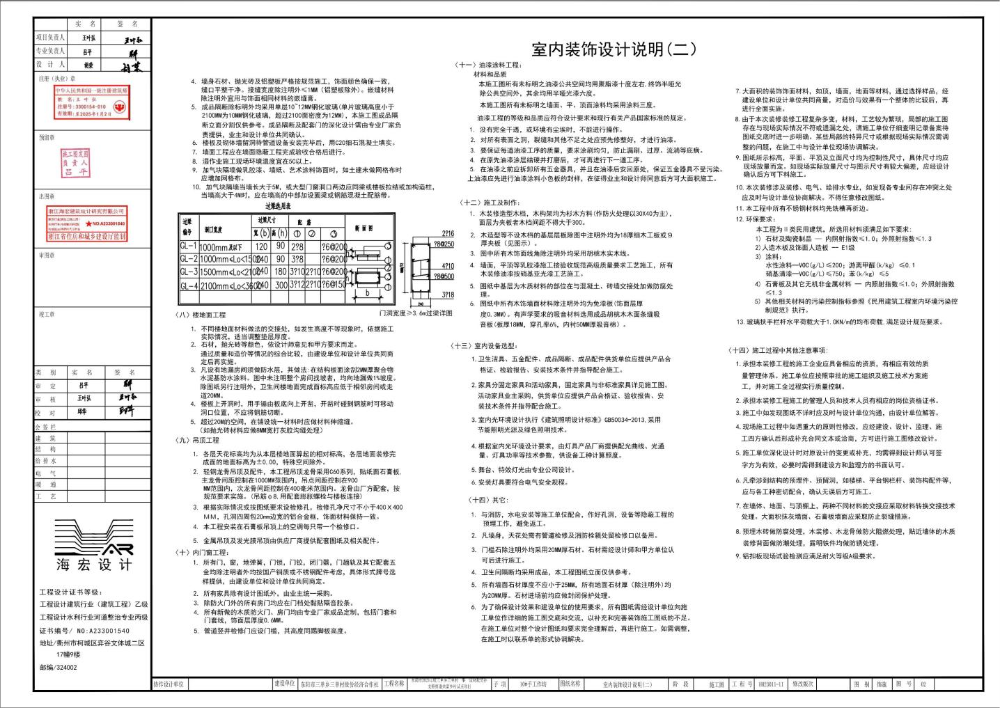 实 名 签 名
项目负责人 王叶弘
专业负责人 吕平
设 计 人 胡荣
注册(执业)章
中华人民共和国一级注册建筑师
姓 名:王 叶 弘
注册号:3300154-010
有效期:至2025年1月2日
预留章
施工图发图
负 责 人
吕 平
出图章
浙江海宏建筑设计研究有限公司
NO:A233001540
浙江省住房和城乡建设厅监制
审图章
竣工章
类 别 实 名 签 名
审 定 吕平
审 核 王叶弘
校 对 邱华
会签栏
建 筑
结 构
给排水
电 气
暖 通
工 艺
AR
海宏设计
工程设计证书等级:
工程设计建筑行业(建筑工程)乙级
工程设计水利行业河道整治专业丙级
证书编号/ NO:A233001540
地址/衢州市柯城区弈谷文体城二区
17幢9楼
邮编/324002
室内装饰设计说明(二)
4. 墙身石材、抛光砖及铝塑板严格按规范施工,饰面颜色确保一致,
缝口平整干净。接缝宽度除注明外≤1MM(铝塑板除外)。嵌缝材料
除注明外宜用与饰面相同材料的嵌缝膏。
5. 成品隔断除标明外均采用单层10~12MM钢化玻璃(单片玻璃高度小于
2100MM为10MM钢化玻璃,超过2100面密度为12MM),本施工图成品隔
断立面分割仅供参考。成品隔断及配套门的深化设计需由专业厂家负
责提供,业主和设计单位共同确认。
6. 楼板及砌体墙留洞待管道设备安装完毕后,用C20细石混凝土填实。
7. 墙面工程应在墙面隐蔽工程完成验收合格后进行。
8. 湿作业施工现场环境温度宜在5C以上。
9. 加气块隔墙做乳胶漆、墙纸、艺术涂料饰面时,如土建未做网格布时
应增加网格布。
10. 加气块隔墙当墙长大于5M,或大型门窗洞口两边应同梁或楼板拉结或加构造柱,
当墙高大于4M时,应在墙高的中部加设圈梁或钢筋混凝土配筋带。
过梁选用表
过梁编号 洞口宽度 过梁尺寸 配 筋 断 面 图
宽(b) 高(h) ① ② ③
GL-1 1000mm及以下 120 90 2?8 ?6@200
GL-2 1000mm<Lo<1500 240 90 3?8 ?6@200
GL-3 1500mm≤Lo<2100 240 180 3?10 2?10 ?6@200
GL-4 2100mm≤Lo<3600 240 300 3?12 2?10 ?6@150
h
b
2?16
?8@250
4?10
?8@500
3?18
240
门洞宽度≥3.6m过梁详图
(八)楼地面工程
1. 不同楼地面材料做法的交接处,如发生高度不等现象时,依据施工
实际情况,适当调整垫层厚度。
2. 石材,抛光砖等颜色,依设计师意见和甲方要求而定。
通过质量和造价等情况的综合比较,由建设单位和设计单位共同商
定后再实施。
3. 凡设有地漏房间须做防水层,其做法:在结构板面涂刮2MM厚聚合物
水泥基防水涂料。图中未注明整个房间找坡者,均向地漏做1%坡度。
除图纸另行注明外,卫生间楼地面完成面标高应低于相邻房间或走
道20MM。
4. 楼板上开洞时,用手锤由板底向上开凿,开凿时碰到钢筋时可移动
洞口位置,不应将钢筋切断。
5. 超过20M的空间,在铺设统一材料时应做材料伸缩缝。
(如抛光砖材料应做8MM宽打灰胶沟缝处理)
(九)吊顶工程
1. 各层天花标高均为从本层楼地面算起的相对标高,各层地面装修完
成面的地面标高为±0.00,特殊空间除外。
2. 轻钢龙骨吊顶及配件,本工程吊顶龙骨采用C60系列,贴纸面石膏板,
主龙骨间距控制在1000MM范围内,吊点间距控制在900
MM范围内,次龙骨间距控制在400毫米范围内。龙骨由厂方配套,按
规范要求实施。(吊筋φ8,用配套膨胀螺栓与楼板连接)
3. 根据实际情况或按图纸要求设检修孔,检修孔净尺寸不小于400X400
MM,孔洞四周包20mm边宽的铝合金框,饰面材料保持一致。
4. 本工程安装在石膏板吊顶上的空调每只带一个检修口。
5. 金属吊顶及发光膜吊顶由供应厂商提供配套图纸及相关配件。
(十)内门窗工程:
1. 所有门,窗,地弹簧,门锁,门铰,闭门器,门趟轨及其它配套五
金均除注明者外均按国产铜质或不锈钢配件考虑,具体形式牌号选
样提供,由建设单位和设计单位共同商定。
2. 所有家具除有设计图纸外,由业主统一采购。
3. 除防火门外的所有房门均应在门档处黏贴隔音胶条。
4. 所有新做的木质防火门、房门均由专业厂家成品定制,包括门套和
门套线,饰面层厚度0.6MM。
5. 管道竖井检修门应设门槛,其高度同踢脚板高度。
(十一)油漆涂料工程:
材料和品质
本施工图所有未标明之油漆公共空间均用聚脂漆十度左右,终饰半哑光
除公共空间外,其余均用半哑光漆六度。
本施工图所有未标明之墙面、平、顶面涂料均采用涂料三度。
油漆工程的等级和品质应符合设计要求和现行有关产品国家标准的规定。
1. 没有完全干透,或环境有尘埃时,不能进行操作。
2. 对所有表面之洞,裂缝和其他不足之处应预先修整好,才进行油漆。
3. 要保证每道油漆工序的质量,要求涂刷均匀,防止漏刷、过厚、流淌等庇病。
4. 在原先油漆涂层结硬并打磨后,才可再进行下一道工序。
5. 在油漆之前应拆卸所有五金器具,并且在油漆后安回原处,保证五金器具不受污染。
上油漆应先进行油漆涂料小色板的封样,在征得业主和设计师同意后方可大面积施工。
(十二)施工及制作:
1. 木装修造型木档,木构架均为杉木方料(作防火处理以30X40为主),
面层为夹板者木档间距不得大于300。
2. 木造型等不设木档的基层层板除图中注明外均为18厚细木工板或9
厚夹板(见图示)。
3. 图中所有木饰面线角除注明外均采用胡桃木实木线。
4. 墙面,平顶等乳胶漆施工按验收规范高级质量要求工艺施工,所有
木装修油漆按硝基亚光漆工艺施工。
5. 图纸中基层为木质材料的部位在与混凝土、砖墙交接处加做防腐处
理。
6. 图纸中所有木饰墙面材料除注明外均为免漆板(饰面层厚
度0.3MM)。有声学要求的吸音材料选用成品胡桃木木面条缝吸
音板(板厚18MM,穿孔率6%,内衬50MM厚吸音棉)。
(十三)室内设备选型:
1.卫生洁具、五金配件、成品隔断、成品配件供货单位应提供产品合
格证、检验报告、安装技术条件并指导配合施工。
2.家具分固定家具和活动家具,固定家具与非标准家具详见施工图。
活动家具业主采购,供货单位应提供产品合格证、验收报告、安
装技术条件并指导配合施工。
3.室内光环境设计执行《建筑照明设计标准》GB50034-2013,采用
节能照明光源及绿色照明技术。
4.根据室内光环境设计要求,由灯具产品厂商提供配光曲线、光通
量、灯具功率等技术参数,供设备工种计算照度。
5.舞台、特效灯光由专业公司设计。
6.安装灯具要符合电气安全规程。
(十四)其它:
1. 与消防,水电安装等施工单位配合,作好孔洞,设备等隐蔽工程的
预埋工作,避免返工。
2. 凡墙身,天花处需有管道检修及消防栓箱处留检修口以备用。
3. 门槛石除注明外均采用20MM厚石材。石材需经设计师和甲方单位认
可后进行施工。
4. 卫生间隔断均采用成品,本工程图纸立面仅供参考。
5. 所有墙面石材厚度不应小于25MM,所有地面石材厚(除注明外)均
为20MM厚。石材进场前均应做封闭保护处理。
6. 为了确保设计效果和建设单位的使用要求,所有图纸需经设计单位向施
工单位作详细的施工图交底和交流,以补充和完善装饰施工图纸的不足。
在施工单位对整个设计图纸和要求完全理解后,再进行施工。如需调整,
在施工时以联系单的形式协调解决。
7.大面积的装饰饰面材料,如顶,墙面,地面等材料,通过选择样品,经
建设单位和设计单位共同商量,对造价与效果有一个整体的比较后,再
进行全面实施。
8.由于本次装修装修工程复杂多变,材料,工艺较为繁琐,局部的施工图
存在与现场实际情况不符或遗漏之处,请施工单位仔细查明记录备案待
图纸交底时进一步明确。某些局部的特异尺寸或根据现场实际情况需调
整的问题,在施工中与设计单位现场协调解决。
9.图纸所示标高,平面、平顶及立面尺寸均为控制性尺寸,具体尺寸均应
现场放量而定。如现场实际放量尺寸与图示尺寸有较大偏差,应经设计
确认后方可下料施工。
10.本次装修涉及装修、电气、给排水专业,如发现各专业间存在冲突之处
应及时与设计单位协商解决。不得任意修改图纸。
11.本工程中所有不锈钢材料均先铣槽再折边。
12.环保要求:
本工程为Ⅱ类民用建筑,所选用材料须满足如下要求:
1) 石材及陶瓷制品 — 内照射指数≤1.0;外照射指数≤1.3
2)人造木板及饰面人造板 —— E1级
3) 涂料:
水性涂料—VOC(g/L)≤200;游离甲醛(k/kg) ≤0.1
硝基清漆—VOC(g/L)≤750;苯(k/kg) ≤5
4) 石膏板及其它无机非金属材料 — 内照射指数≤1.0;外照射指数
≤1.3
5) 其他相关材料的污染控制指标参照《民用建筑工程室内环境污染控
制规范》执行。
13.玻璃扶手栏杆水平荷载大于1.0KN/m的均布荷载,满足设计规范要求。
(十四)施工过程中其他注意事项:
1.承担本装修工程的施工企业应具备相应的资质,有相应有效的质
量管理体系。施工单位应按照审批的施工组织及施工技术方案施
工,并对施工全过程实行质量控制。
2.承担本装修工程施工的管理人员和技术人员有相应的岗位资格证书。
3.施工中如发现图纸不详时应及时与设计单位沟通,由设计单位解答。
4.现场施工过程中如遇重大的原则性修改,应经建设、设计、监理、施
工四方确认后形成补充合同文本或洽商,方可进行施工图修改设计。
5.施工单位深化设计时对原设计的变更或补充,均需得到设计师认可签
字方为有效,必要时需得到建设方和监理方的书面认可。
6.凡牵涉到结构的预埋件、预留洞,如楼梯、平台钢栏杆、装饰构配件等,
应与各工种密切配合,确认无误后方可施工。
7.在墙体、地面、与顶棚上,两种不同材料的交接应采取材料转换交接技术
处理。大面积抹灰墙面、石膏板墙面应采取防止裂缝措施。
8.预埋木砖做防腐处理,木装修、木龙骨做防火阻燃处理,贴近墙体的木质
装修背面做防潮处理,露明铁件均做防锈处理。
9.铝扣板现场试验检测应满足耐火等级A级要求。
协作设计单位 建设单位 东阳市三单乡三单村股份经济合作社 工程名称 子 项 10#手工作坊 图纸名称 室内装饰设计说明(二) 阶 段 施工图 工 程 号 HH23011-11 修改版次 图 别 饰施 图 号 02